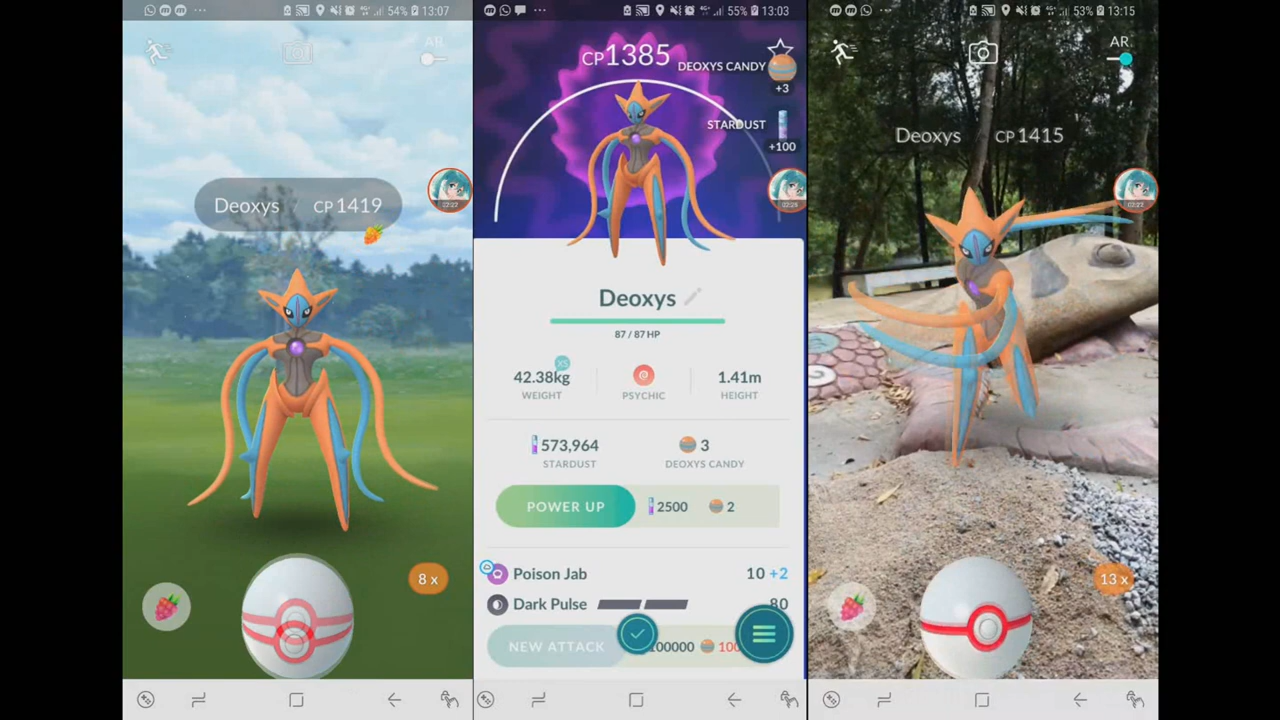 54% 13:07
AR
Deoxys / CP1419
8 x
55% 13:03
CP1385
DEOXYS CANDY
+3
STARDUST
+100
Deoxys
87 / 87 HP
XS
42.38kg
WEIGHT
PSYCHIC
1.41m
HEIGHT
573,964
STARDUST
3
DEOXYS CANDY
POWER UP
2500
2
Poison Jab
10 +2
Dark Pulse
80
NEW ATTACK
100000
100
53% 13:15
AR
Deoxys CP1415
13 x